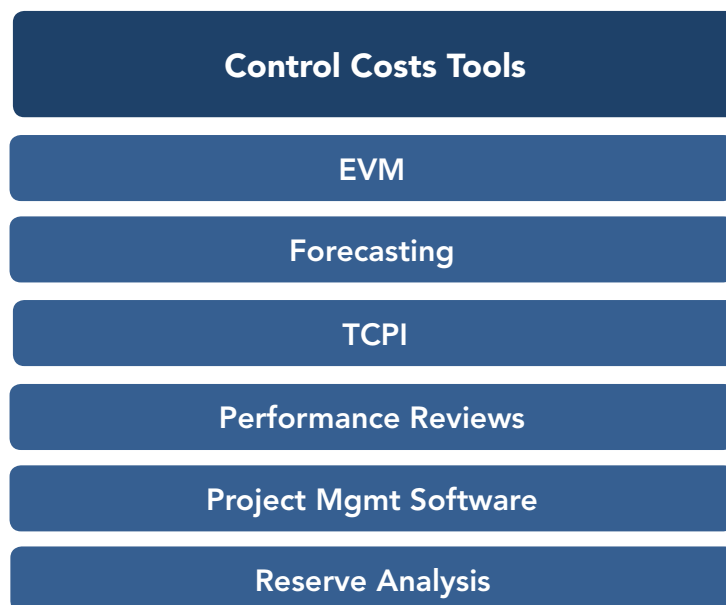 Control Costs Tools
EVM
Forecasting
TCPI
Performance Reviews
Project Mgmt Software
Reserve Analysis